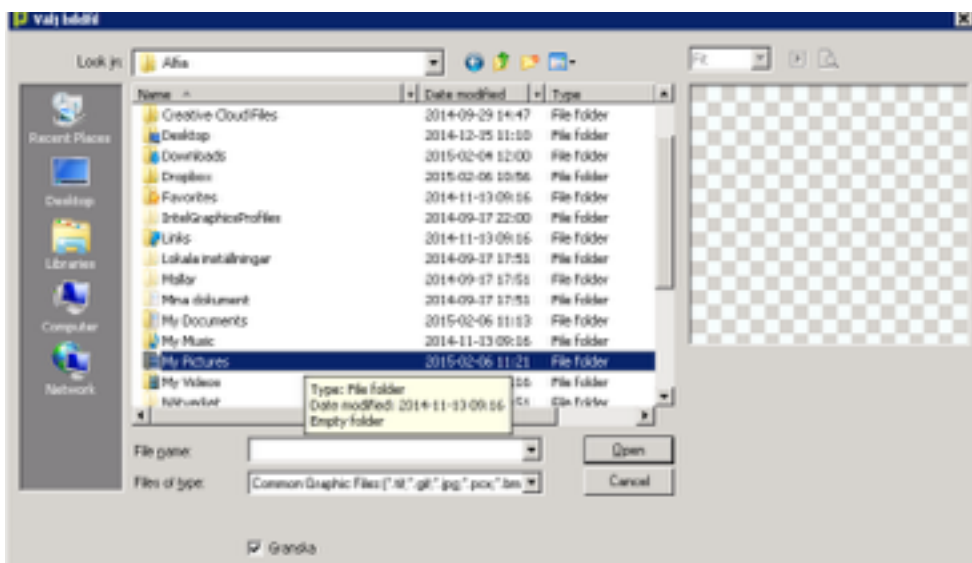 Välj bildfil
Look in: Alfia
Fit
Name Date modified Type
Creative Cloud Files 2014-09-29 14:47 File folder
Desktop 2014-12-15 11:10 File folder
Downloads 2015-02-04 12:00 File folder
Dropbox 2015-02-06 10:56 File folder
Favorites 2014-11-13 09:16 File folder
IntelGraphicsProfiles 2014-09-17 22:00 File folder
Links 2014-11-13 09:16 File folder
Lokala inställningar 2014-09-17 17:51 File folder
Mallar 2014-09-17 17:51 File folder
Mina dokument 2014-09-17 17:51 File folder
My Documents 2015-02-06 11:13 File folder
My Music 2014-11-13 09:16 File folder
My Pictures 2015-02-06 11:21 File folder
My Videos :16 File folder
Nätverket :51 File folder
Type: File folder
Date modified: 2014-11-13 09:16
Empty folder
Recent Places
Desktop
Libraries
Computer
Network
File name:
Open
Files of type: Common Graphic Files (*.tif;*.gif;*.jpg;*.pcx;*.bm
Cancel
Granska